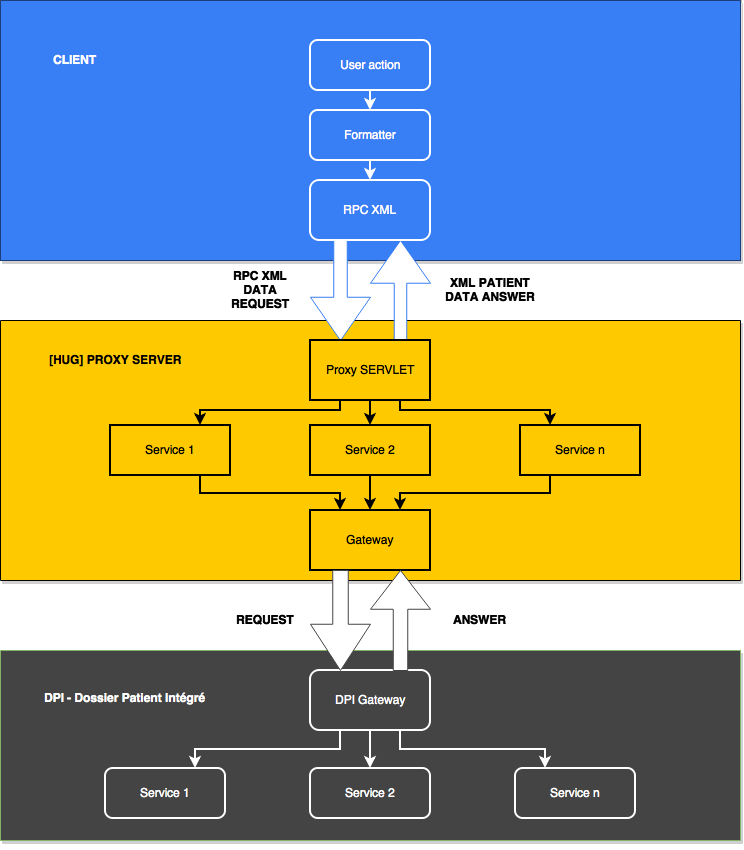 CLIENT
User action
Formatter
RPC XML
RPC XML
DATA
REQUEST
XML PATIENT
DATA ANSWER
[HUG] PROXY SERVER
Proxy SERVLET
Service 1
Service 2
Service n
Gateway
REQUEST
ANSWER
DPI - Dossier Patient Intégré
DPI Gateway
Service 1
Service 2
Service n